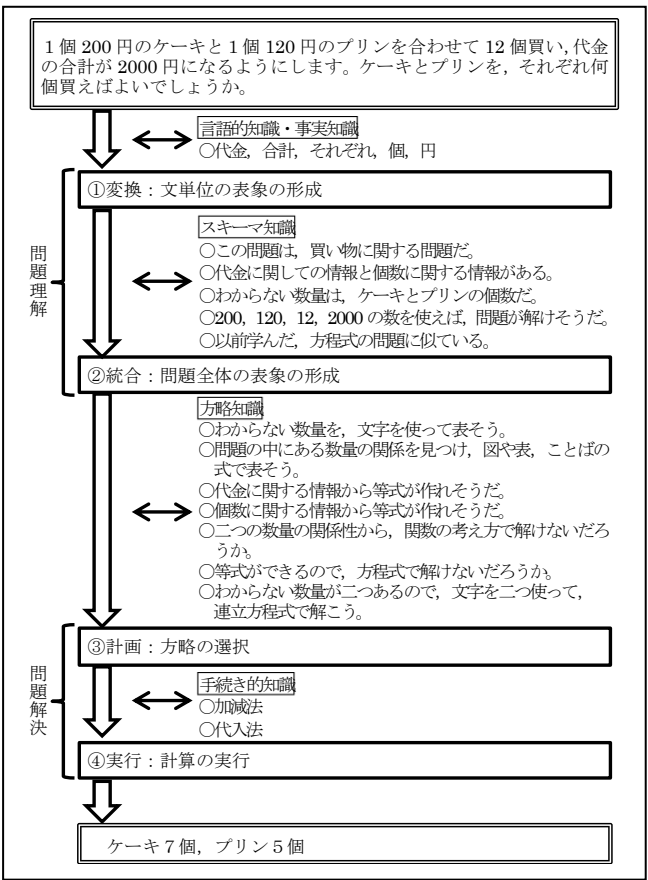 １個 200 円のケーキと１個 120 円のプリンを合わせて 12 個買い,代金
の合計が 2000 円になるようにします。ケーキとプリンを，それぞれ何
個買えばよいでしょうか。
言語的知識・事実知識
○代金，合計，それぞれ，個，円
①変換：文単位の表象の形成
問題理解
スキーマ知識
○この問題は，買い物に関する問題だ。
○代金に関しての情報と個数に関する情報がある。
○わからない数量は，ケーキとプリンの個数だ。
○200，120，12，2000 の数を使えば，問題が解けそうだ。
○以前学んだ，方程式の問題に似ている。
②統合：問題全体の表象の形成
方略知識
○わからない数量を，文字を使って表そう。
○問題の中にある数量の関係を見つけ，図や表，ことばの
式で表そう。
○代金に関する情報から等式が作れそうだ。
○個数に関する情報から等式が作れそうだ。
○二つの数量の関係性から，関数の考え方で解けないだろ
うか。
○等式ができるので，方程式で解けないだろうか。
○わからない数量が二つあるので，文字を二つ使って，
連立方程式で解こう。
③計画：方略の選択
問題解決
手続き的知識
○加減法
○代入法
④実行：計算の実行
ケーキ７個，プリン５個